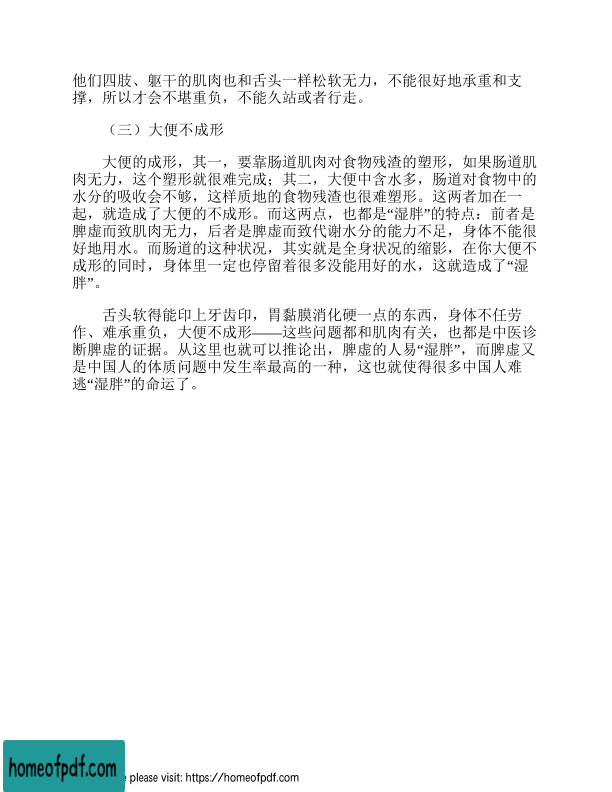 他们四肢、躯干的肌肉也和舌头一样松软无力，不能很好地承重和支
撑，所以才会不堪重负，不能久站或者行走。
（三）大便不成形
大便的成形，其一，要靠肠道肌肉对食物残渣的塑形，如果肠道肌
肉无力，这个塑形就很难完成；其二，大便中含水多，肠道对食物中的
水分的吸收会不够，这样质地的食物残渣也很难塑形。这两者加在一
起，就造成了大便的不成形。而这两点，也都是“湿胖”的特点：前者是
脾虚而致肌肉无力，后者是脾虚而致代谢水分的能力不足，身体不能很
好地用水。而肠道的这种状况，其实就是全身状况的缩影，在你大便不
成形的同时，身体里一定也停留着很多没能用好的水，这就造成了“湿
胖”。
舌头软得能印上牙齿印，胃黏膜消化硬一点的东西，身体不任劳
作、难承重负，大便不成形——这些问题都和肌肉有关，也都是中医诊
断脾虚的证据。从这里也就可以推论出，脾虚的人易“湿胖”，而脾虚又
是中国人的体质问题中发生率最高的一种，这也就使得很多中国人难
逃“湿胖”的命运了。
homeofpdf.com
e please visit: https://homeofpdf.com